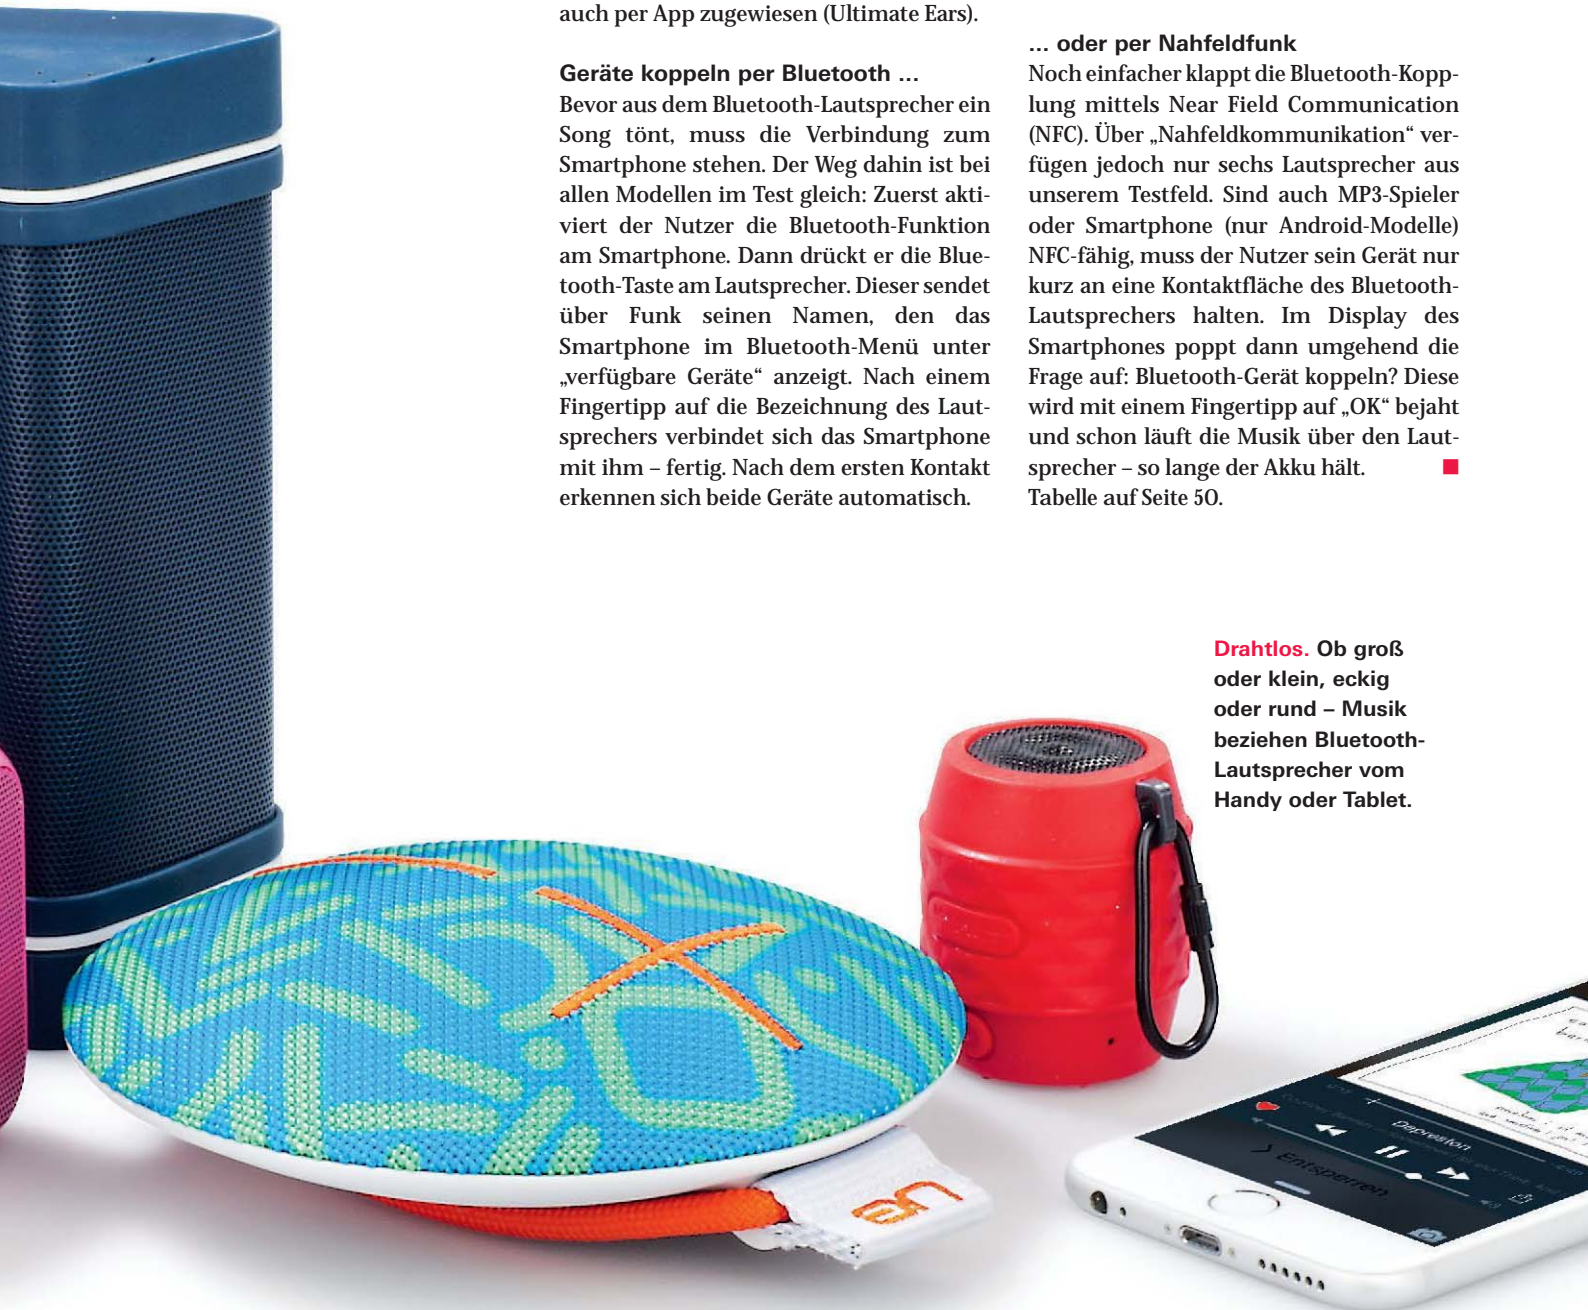 auch per App zugewiesen (Ultimate Ears).
Geräte koppeln per Bluetooth ...
Bevor aus dem Bluetooth-Lautsprecher ein
Song tönt, muss die Verbindung zum
Smartphone stehen. Der Weg dahin ist bei
allen Modellen im Test gleich: Zuerst akti-
viert der Nutzer die Bluetooth-Funktion
am Smartphone. Dann drückt er die Blue-
tooth-Taste am Lautsprecher. Dieser sendet
über Funk seinen Namen, den das
Smartphone im Bluetooth-Menü unter
„verfügbare Geräte“ anzeigt. Nach einem
Fingertipp auf die Bezeichnung des Laut-
sprechers verbindet sich das Smartphone
mit ihm – fertig. Nach dem ersten Kontakt
erkennen sich beide Geräte automatisch.
... oder per Nahfeldfunk
Noch einfacher klappt die Bluetooth-Kopp-
lung mittels Near Field Communication
(NFC). Über „Nahfeldkommunikation“ ver-
fügen jedoch nur sechs Lautsprecher aus
unserem Testfeld. Sind auch MP3-Spieler
oder Smartphone (nur Android-Modelle)
NFC-fähig, muss der Nutzer sein Gerät nur
kurz an eine Kontaktfläche des Bluetooth-
Lautsprechers halten. Im Display des
Smartphones poppt dann umgehend die
Frage auf: Bluetooth-Gerät koppeln? Diese
wird mit einem Fingertipp auf „OK“ bejaht
und schon läuft die Musik über den Laut-
sprecher – so lange der Akku hält.
Tabelle auf Seite 50.
Drahtlos. Ob groß
oder klein, eckig
oder rund – Musik
beziehen Bluetooth-
Lautsprecher vom
Handy oder Tablet.
UE
Depreston
> Entsperren